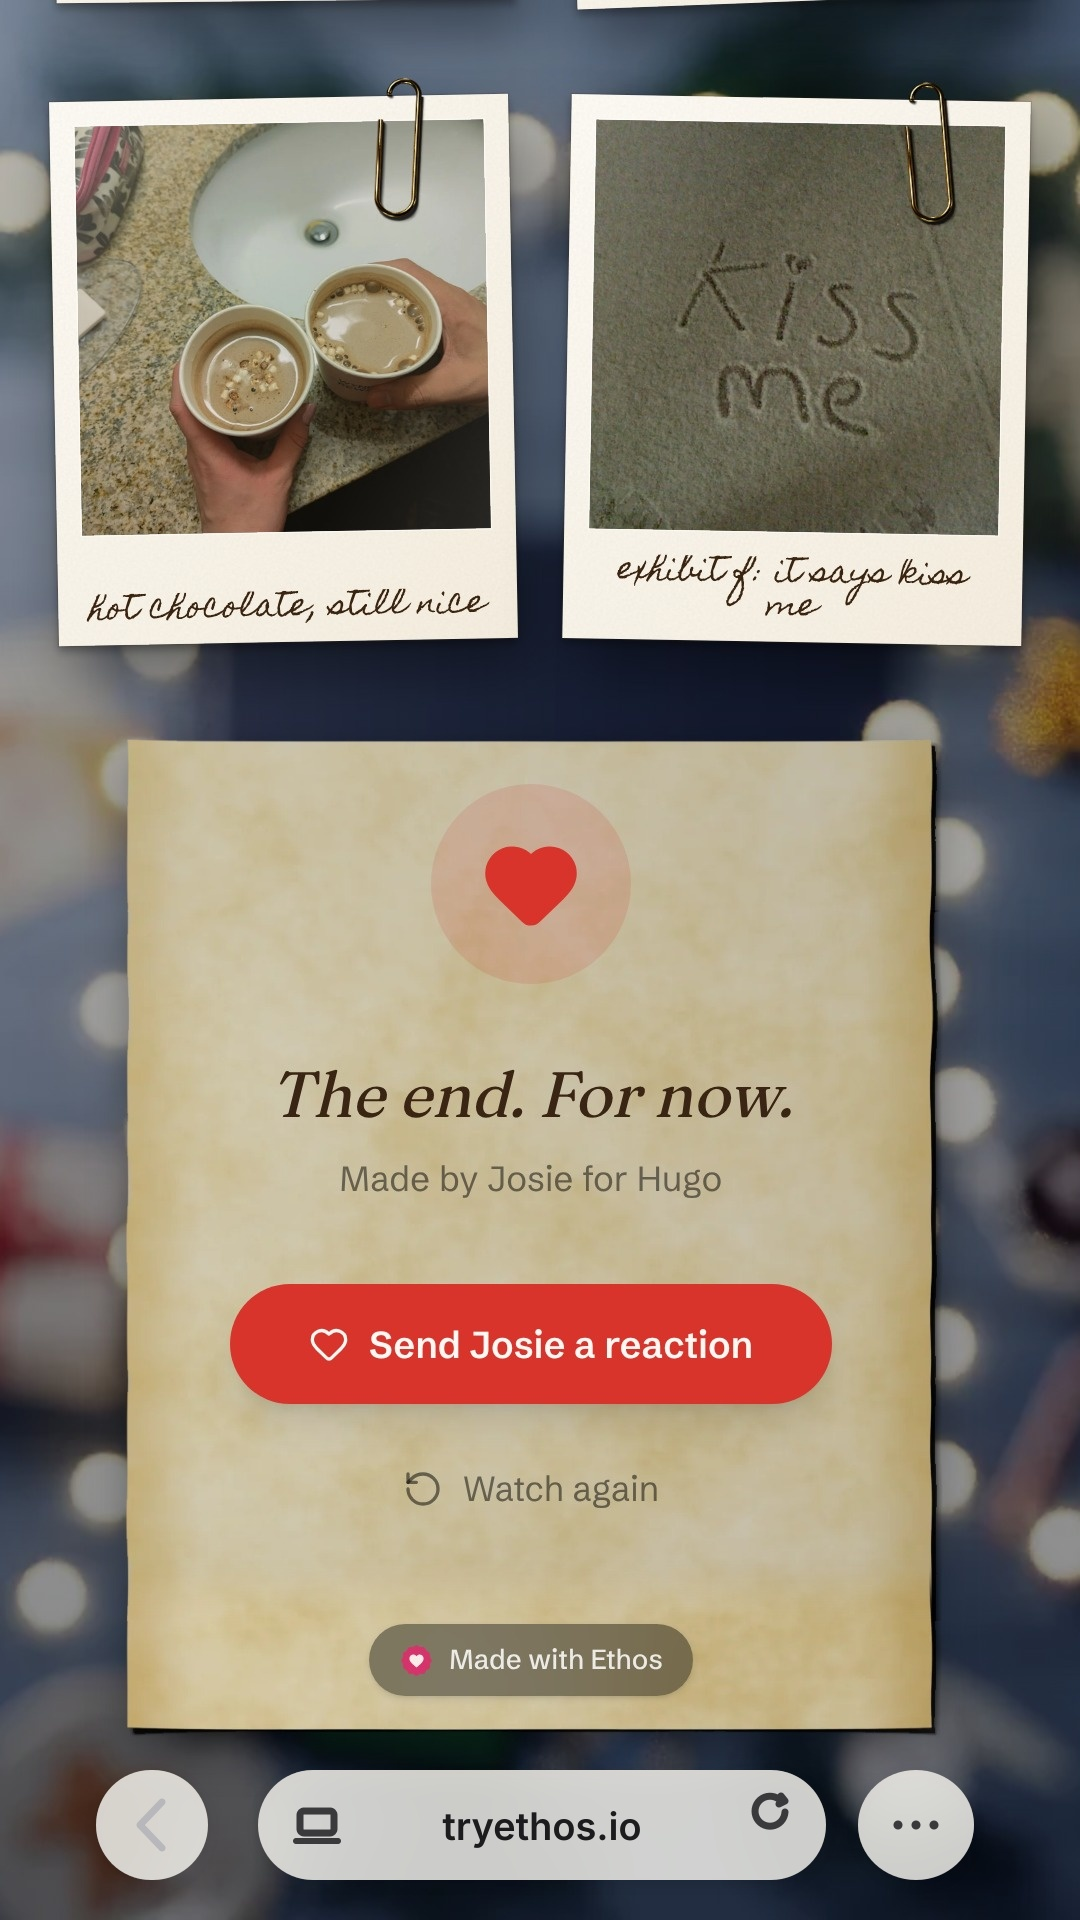 Kiss
me
hot chocolate, still nice
exhibit f: it says kiss
me
The end. For now.
Made by Josie for Hugo
Send Josie a reaction
Watch again
Made with Ethos
tryethos.io